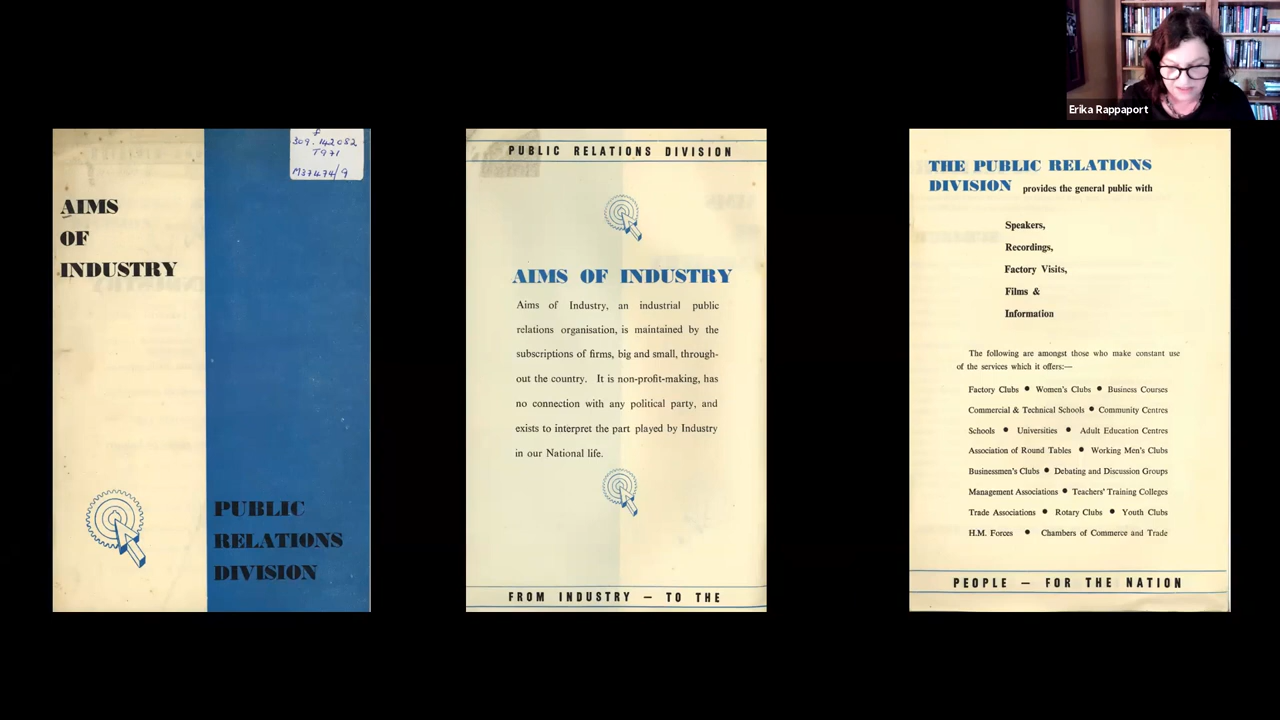 Erika Rappaport
f
309.142082
T971
M37474/9
AIMS
OF
INDUSTRY
PUBLIC
RELATIONS
DIVISION
PUBLIC RELATIONS DIVISION
AIMS OF INDUSTRY
Aims of Industry, an industrial public
relations organisation, is maintained by the
subscriptions of firms, big and small, through-
out the country. It is non-profit-making, has
no connection with any political party, and
exists to interpret the part played by Industry
in our National life.
FROM INDUSTRY — TO THE
THE PUBLIC RELATIONS
DIVISION provides the general public with
Speakers,
Recordings,
Factory Visits,
Films &
Information
The following are amongst those who make constant use
of the services which it offers:—
Factory Clubs ● Women's Clubs ● Business Courses
Commercial & Technical Schools ● Community Centres
Schools ● Universities ● Adult Education Centres
Association of Round Tables ● Working Men's Clubs
Businessmen's Clubs ● Debating and Discussion Groups
Management Associations ● Teachers' Training Colleges
Trade Associations ● Rotary Clubs ● Youth Clubs
H.M. Forces ● Chambers of Commerce and Trade
PEOPLE — FOR THE NATION